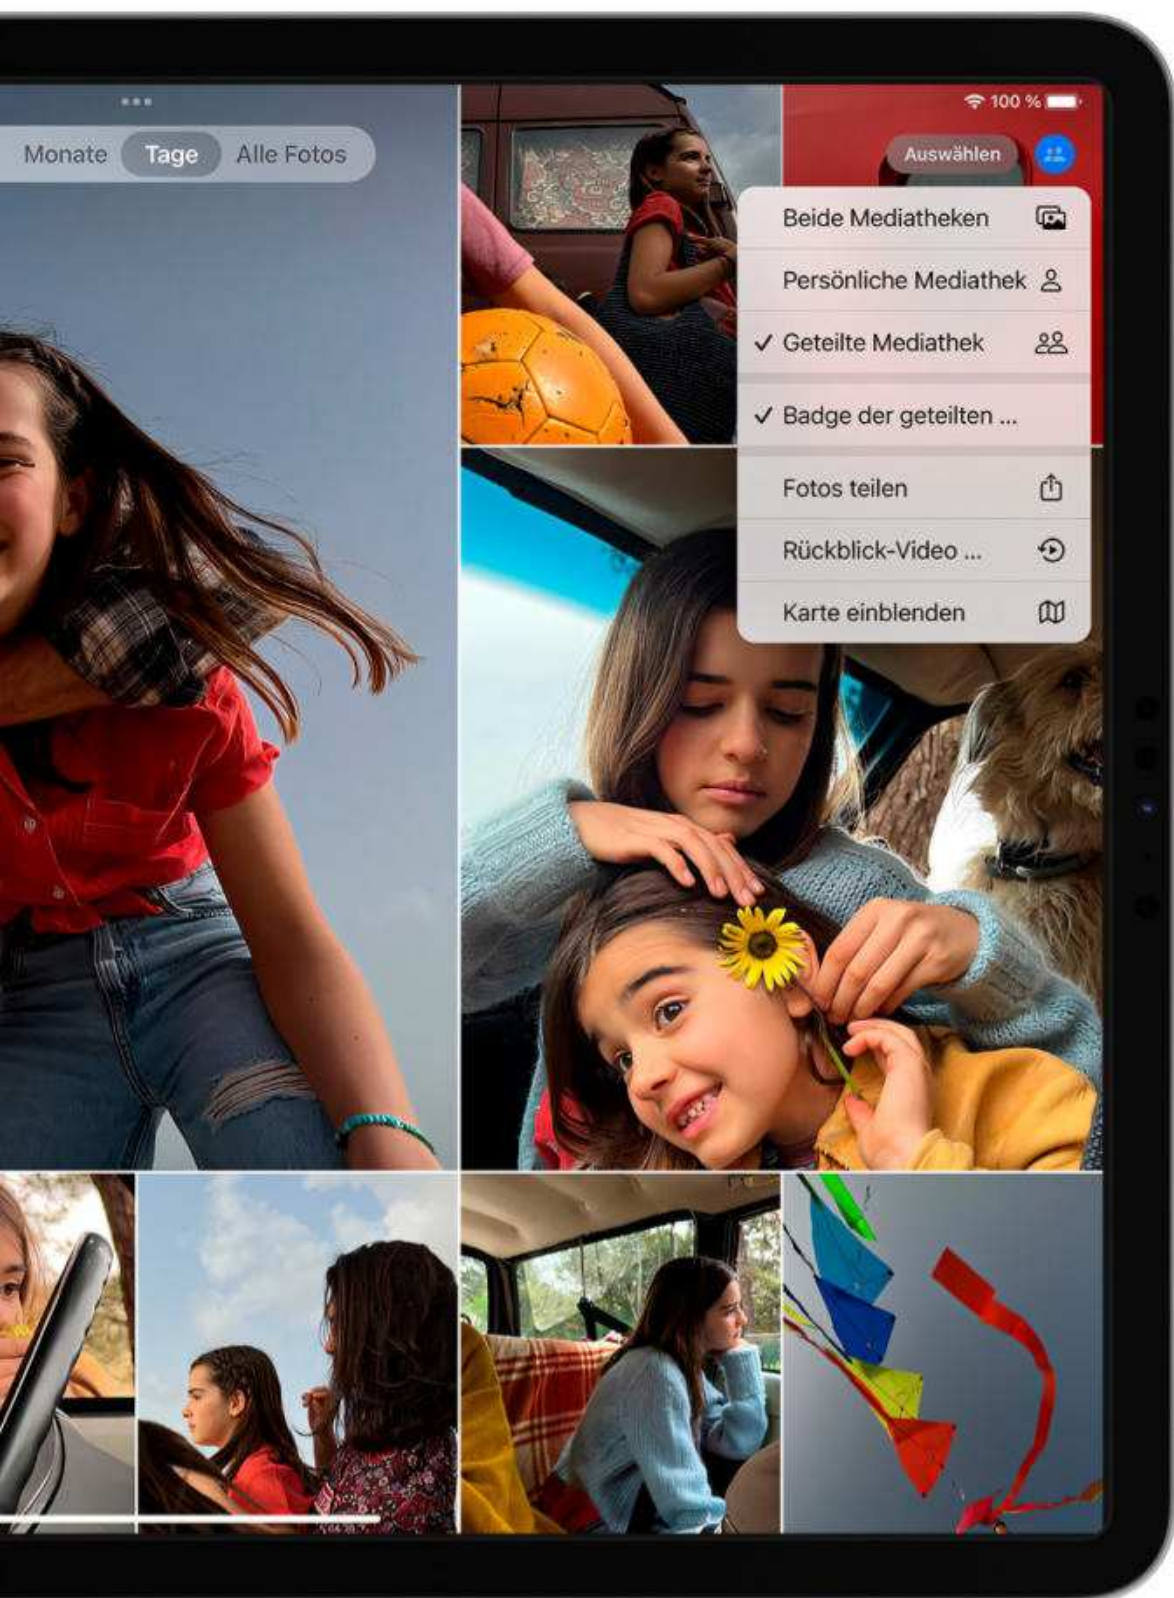 100 %
Monate Tage Alle Fotos
Auswählen
Beide Mediatheken
Persönliche Mediathek
Geteilte Mediathek
Badge der geteilten ...
Fotos teilen
Rückblick-Video ...
Karte einblenden